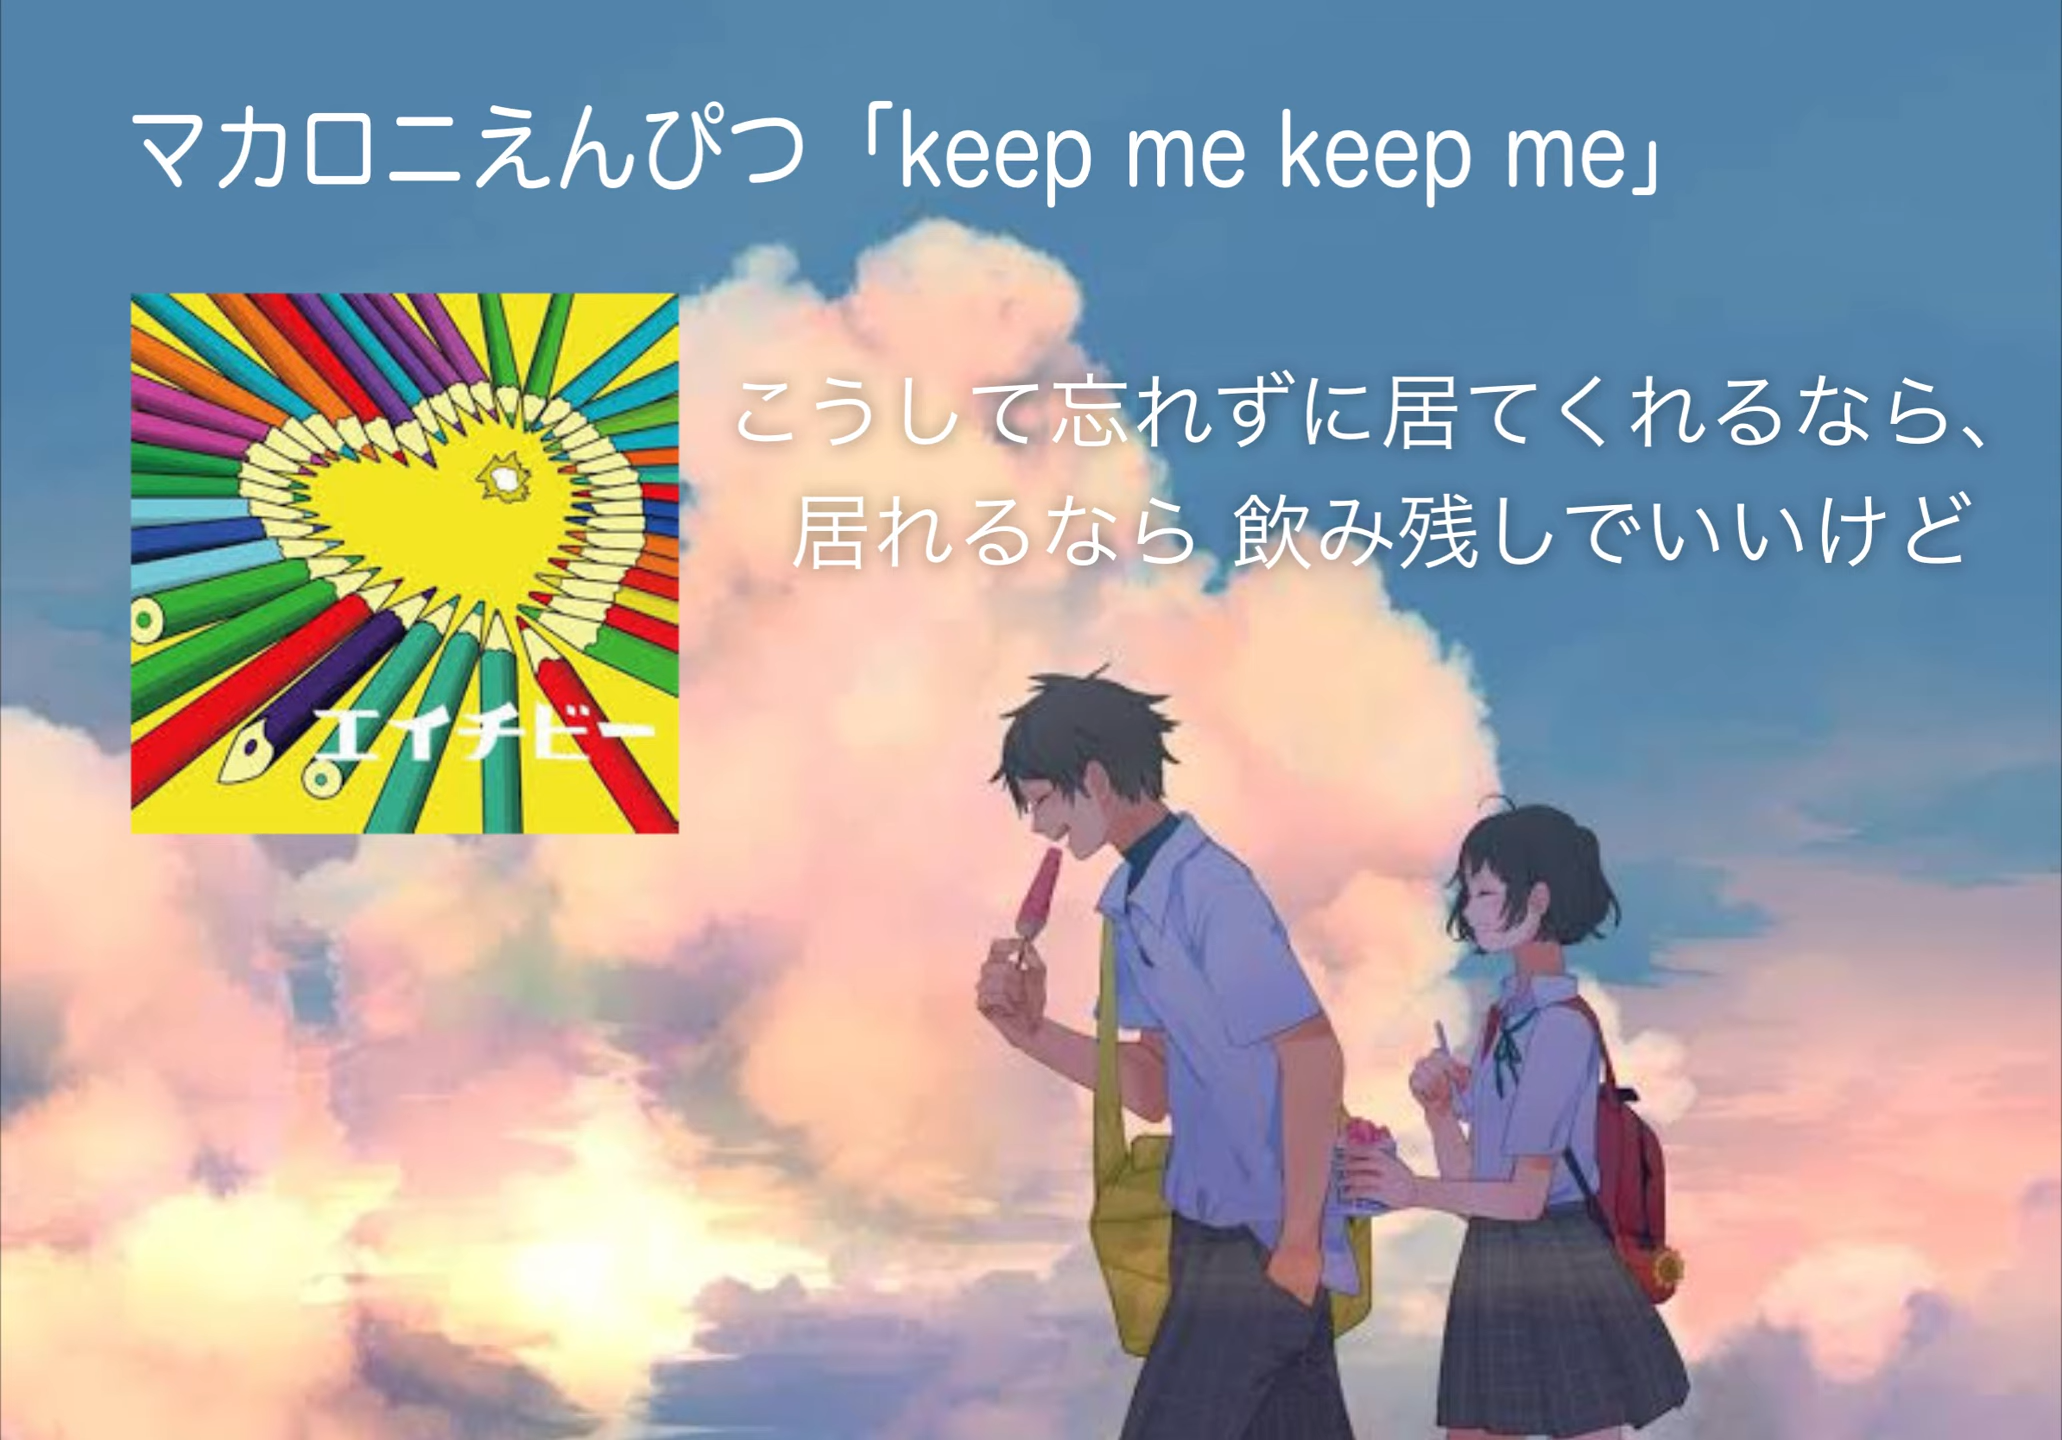 マカロニえんぴつ「keep me keep me」
こうして忘れずに居てくれるなら、
居れるなら 飲み残しでいいけど
エイチビー